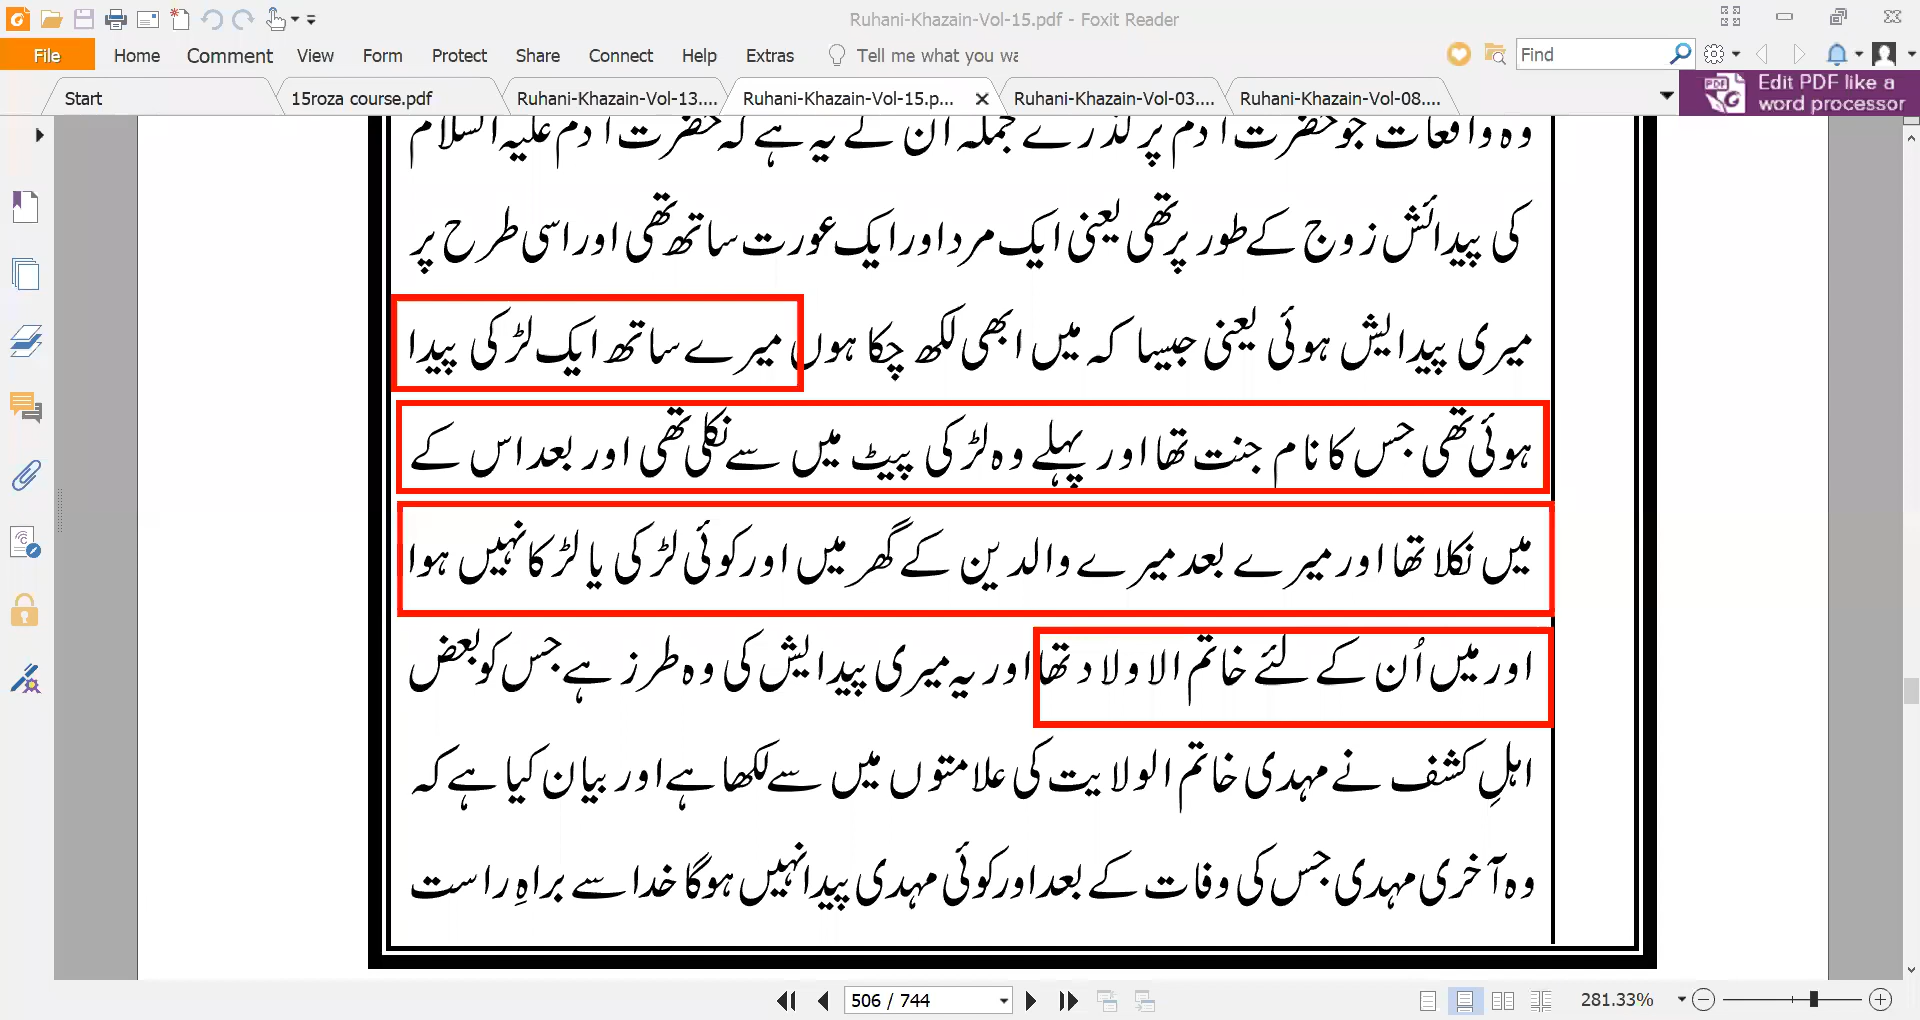 Ruhani-Khazain-Vol-15.pdf - Foxit Reader
File Home Comment View Form Protect Share Connect Help Extras Tell me what you wa Find
Start 15roza course.pdf Ruhani-Khazain-Vol-13.... Ruhani-Khazain-Vol-15.p... Ruhani-Khazain-Vol-03.... Ruhani-Khazain-Vol-08....
Edit PDF like a
word processor
وہ واقعات جو حضرت آدم پر گذرے منجملہ ان کے یہ ہے کہ حضرت آدم علیہ السلام
کی پیدائش زوج کے طور پر تھی یعنی ایک مرد اور ایک عورت ساتھ تھی اور اسی طرح پر
میری پیدایش ہوئی یعنی جیسا کہ میں ابھی لکھ چکا ہوں میرے ساتھ ایک لڑکی پیدا
ہوئی تھی جس کا نام جنت تھا اور پہلے وہ لڑکی پیٹ میں سے نکلی تھی اور بعد اس کے
میں نکلا تھا اور میرے بعد میرے والدین کے گھر میں اور کوئی لڑکی یا لڑکا نہیں ہوا
اور میں اُن کے لئے خاتم الاولاد تھا اور یہ میری پیدایش کی وہ طرز ہے جس کو بعض
اہلِ کشف نے مہدی خاتم الولایت کی علامتوں میں سے لکھا ہے اور بیان کیا ہے کہ
وہ آخری مہدی جس کی وفات کے بعد اور کوئی مہدی پیدا نہیں ہوگا خدا سے براہِ راست
506 / 744
281.33%